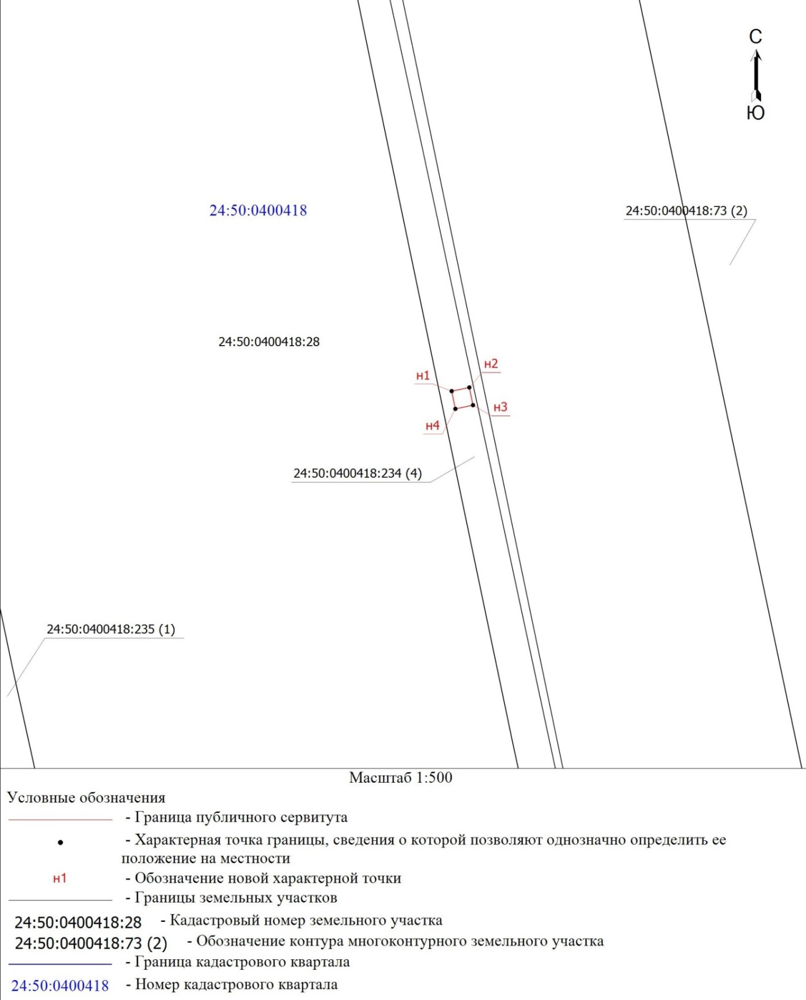 С
Ю
24:50:0400418
24:50:0400418:73 (2)
24:50:0400418:28
н2
н1
н3
н4
24:50:0400418:234 (4)
24:50:0400418:235 (1)
Масштаб 1:500
Условные обозначения
- Граница публичного сервитута
- Характерная точка границы, сведения о которой позволяют однозначно определить ее
положение на местности
н1 - Обозначение новой характерной точки
- Границы земельных участков
24:50:0400418:28 - Кадастровый номер земельного участка
24:50:0400418:73 (2) - Обозначение контура многоконтурного земельного участка
- Граница кадастрового квартала
24:50:0400418 - Номер кадастрового квартала